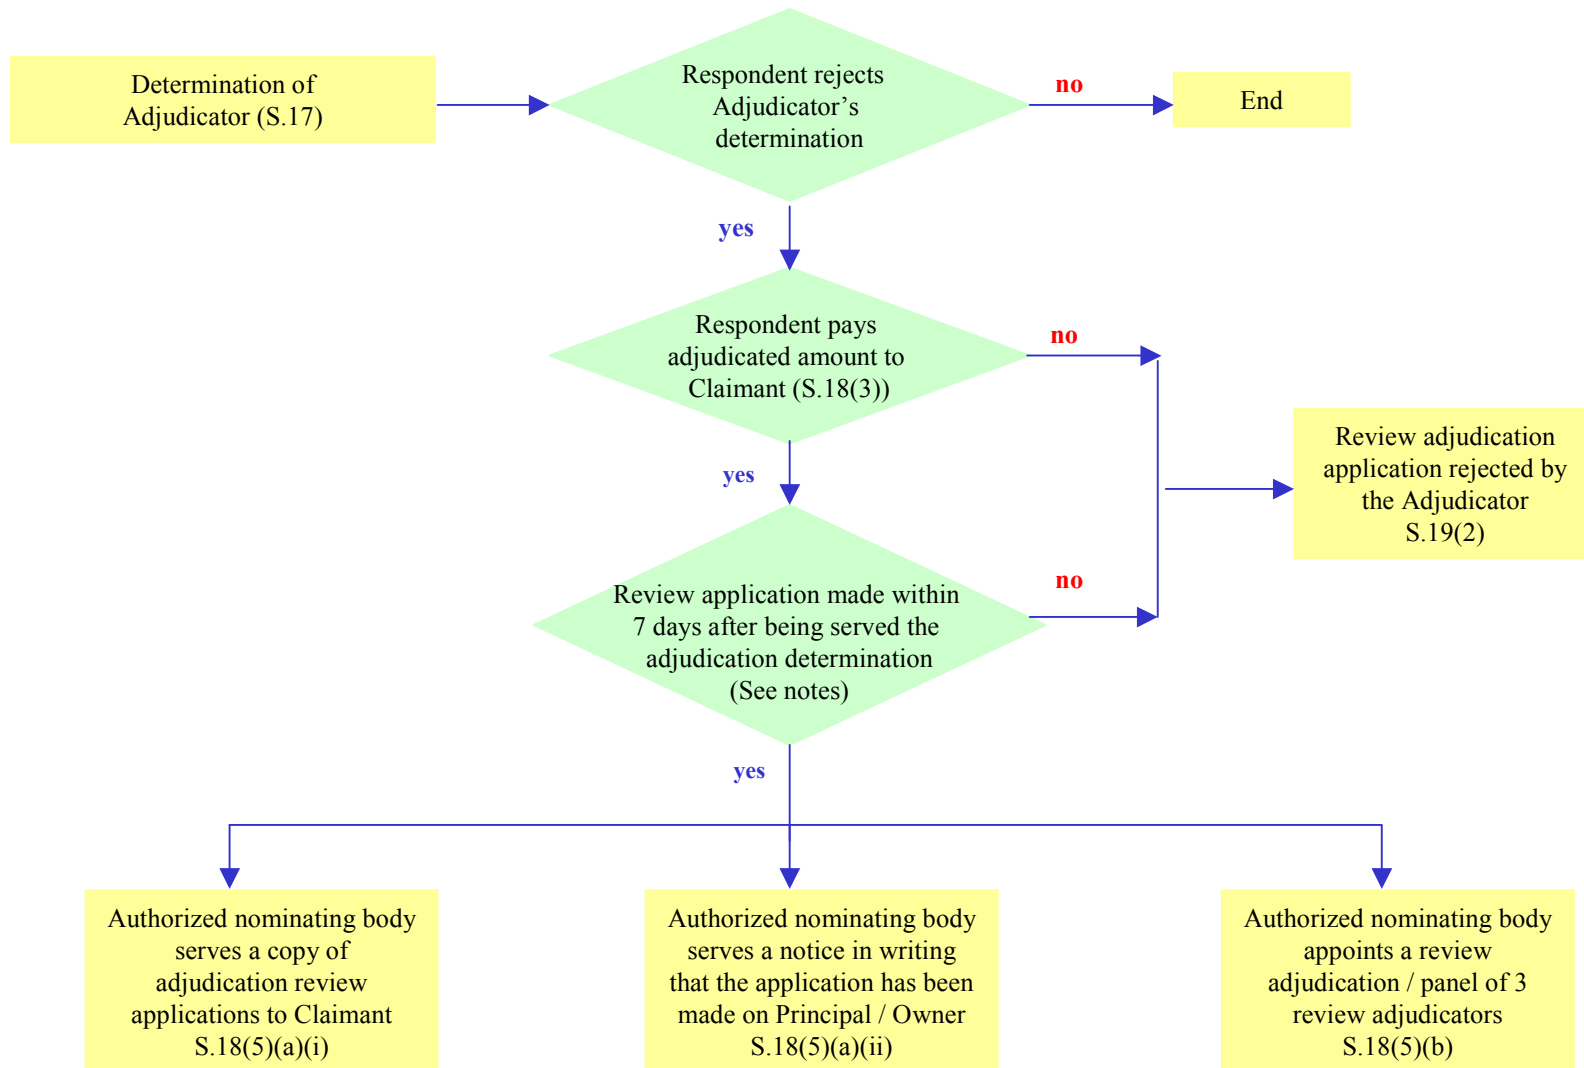 Determination of
Adjudicator (S.17)
Respondent rejects
Adjudicator’s
determination
no
End
yes
Respondent pays
adjudicated amount to
Claimant (S.18(3))
no
yes
Review adjudication
application rejected by
the Adjudicator
S.19(2)
Review application made within
7 days after being served the
adjudication determination
(See notes)
no
yes
Authorized nominating body
serves a copy of
adjudication review
applications to Claimant
S.18(5)(a)(i)
Authorized nominating body
serves a notice in writing
that the application has been
made on Principal / Owner
S.18(5)(a)(ii)
Authorized nominating body
appoints a review
adjudication / panel of 3
review adjudicators
S.18(5)(b)